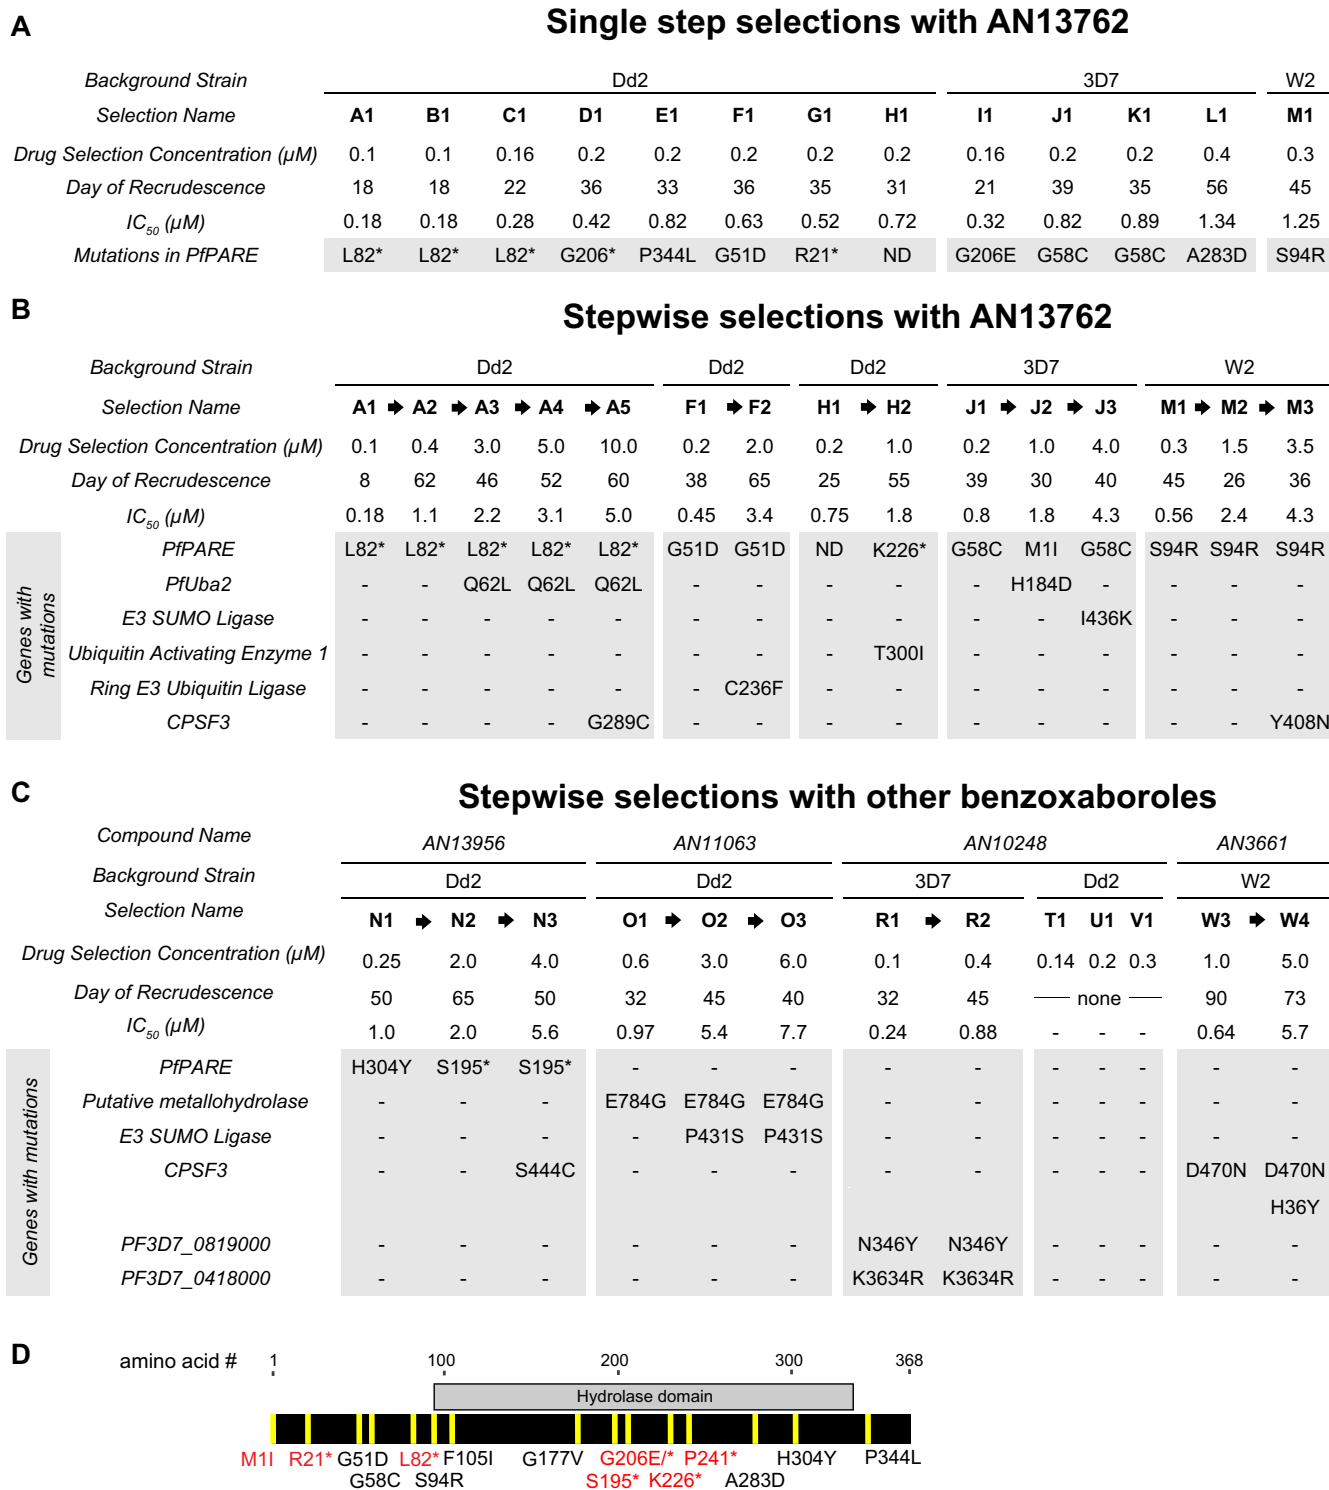 A
Single step selections with AN13762
Background Strain Dd2 3D7 W2
Selection Name A1 B1 C1 D1 E1 F1 G1 H1 I1 J1 K1 L1 M1
Drug Selection Concentration (µM) 0.1 0.1 0.16 0.2 0.2 0.2 0.2 0.2 0.16 0.2 0.2 0.4 0.3
Day of Recrudescence 18 18 22 36 33 36 35 31 21 39 35 56 45
IC50 (µM) 0.18 0.18 0.28 0.42 0.82 0.63 0.52 0.72 0.32 0.82 0.89 1.34 1.25
Mutations in PfPARE L82* L82* L82* G206* P344L G51D R21* ND G206E G58C G58C A283D S94R
B
Stepwise selections with AN13762
Background Strain Dd2 Dd2 Dd2 3D7 W2
Selection Name A1 → A2 → A3 → A4 → A5 F1 → F2 H1 → H2 J1 → J2 → J3 M1 → M2 → M3
Drug Selection Concentration (µM) 0.1 0.4 3.0 5.0 10.0 0.2 2.0 0.2 1.0 0.2 1.0 4.0 0.3 1.5 3.5
Day of Recrudescence 8 62 46 52 60 38 65 25 55 39 30 40 45 26 36
IC50 (µM) 0.18 1.1 2.2 3.1 5.0 0.45 3.4 0.75 1.8 0.8 1.8 4.3 0.56 2.4 4.3
Genes with mutations
PfPARE L82* L82* L82* L82* L82* G51D G51D ND K226* G58C M1I G58C S94R S94R S94R
PfUba2 - - Q62L Q62L Q62L - - - - - H184D - - - -
E3 SUMO Ligase - - - - - - - - - - - I436K - - -
Ubiquitin Activating Enzyme 1 - - - - - - - - T300I - - - - - -
Ring E3 Ubiquitin Ligase - - - - - - C236F - - - - - - - -
CPSF3 - - - - G289C - - - - - - - - - Y408N
C
Stepwise selections with other benzoxaboroles
Compound Name AN13956 AN11063 AN10248 AN3661
Background Strain Dd2 Dd2 3D7 Dd2 W2
Selection Name N1 → N2 → N3 O1 → O2 → O3 R1 → R2 T1 U1 V1 W3 → W4
Drug Selection Concentration (µM) 0.25 2.0 4.0 0.6 3.0 6.0 0.1 0.4 0.14 0.2 0.3 1.0 5.0
Day of Recrudescence 50 65 50 32 45 40 32 45 none 90 73
IC50 (µM) 1.0 2.0 5.6 0.97 5.4 7.7 0.24 0.88 - - - 0.64 5.7
Genes with mutations
PfPARE H304Y S195* S195* - - - - - - - - - -
Putative metallohydrolase - - - E784G E784G E784G - - - - - - -
E3 SUMO Ligase - - - - P431S P431S - - - - - - -
CPSF3 - - S444C - - - - - - - - D470N D470N
H36Y
PF3D7_0819000 - - - - - - N346Y N346Y - - - - -
PF3D7_0418000 - - - - - - K3634R K3634R - - - - -
D
amino acid # 1 100 200 300 368
Hydrolase domain
M1I R21* G51D L82* F105I G177V G206E/* P241* H304Y P344L
G58C S94R S195* K226* A283D